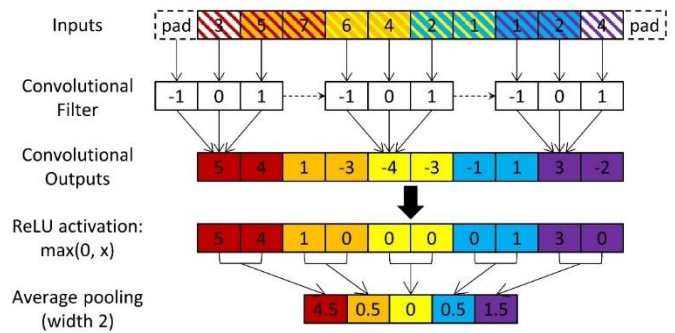 Inputs
pad 3 5 7 6 4 2 1 1 2 4 pad
Convolutional
Filter
-1 0 1 -1 0 1 -1 0 1
Convolutional
Outputs
5 4 1 -3 -4 -3 -1 1 3 -2
ReLU activation:
max(0, x)
5 4 1 0 0 0 0 1 3 0
Average pooling
(width 2)
4.5 0.5 0 0.5 1.5